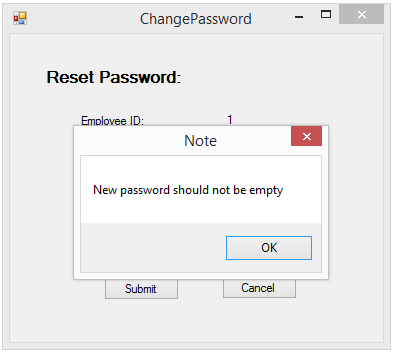 ChangePassword
Reset Password:
Employee ID: 1
Note
New password should not be empty
OK
Submit Cancel